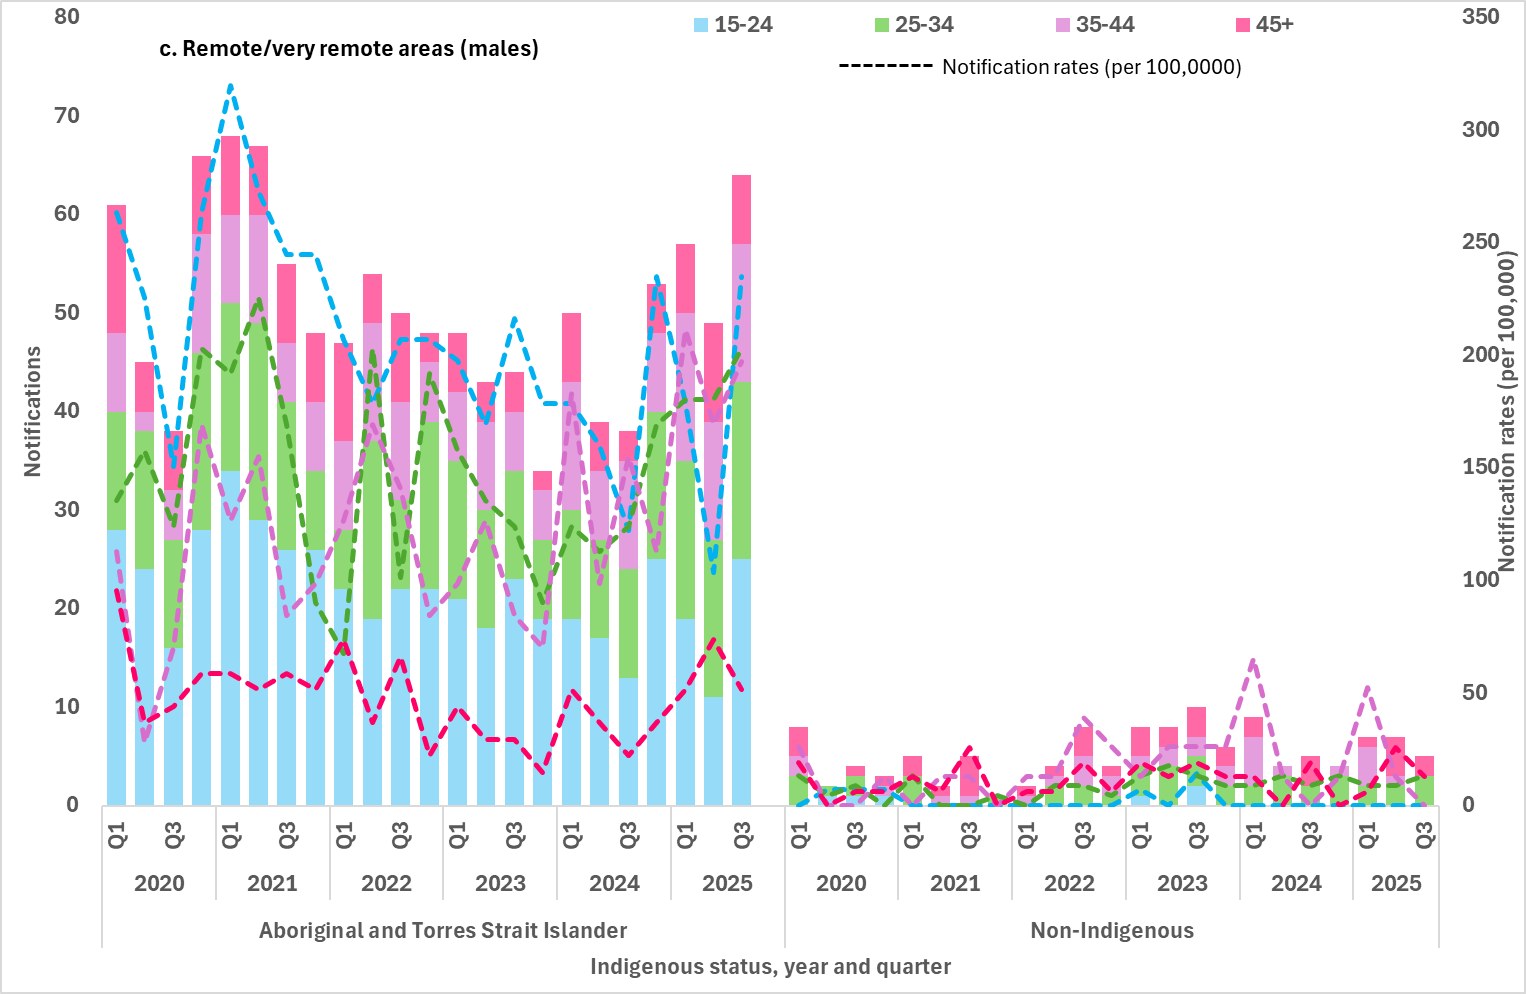 80
15-24
25-34
35-44
45+
350
c. Remote/very remote areas (males)
Notification rates (per 100,0000)
70
300
60
250
50
200
40
150
30
100
20
50
10
0
0
Notifications
Notification rates (per 100,000)
Q1 Q3 Q1 Q3 Q1 Q3 Q1 Q3 Q1 Q3 Q1 Q3 Q1 Q3 Q1 Q3 Q1 Q3 Q1 Q3 Q1 Q3 Q1 Q3
2020 2021 2022 2023 2024 2025 2020 2021 2022 2023 2024 2025
Aboriginal and Torres Strait Islander
Non-Indigenous
Indigenous status, year and quarter